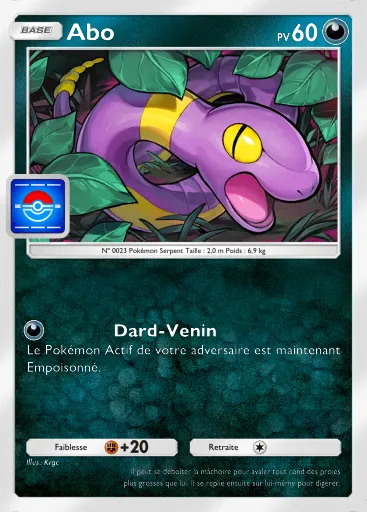 BASE
Abo
PV 60
N° 0023 Pokémon Serpent Taille : 2,0 m Poids : 6,9 kg
Dard-Venin
Le Pokémon Actif de votre adversaire est maintenant
Empoisonné.
Faiblesse +20
Retraite
Illus. Krgc
Il peut se déboîter la mâchoire pour avaler tout rond des proies
plus grosses que lui. Il se replie ensuite sur lui-même pour digérer.